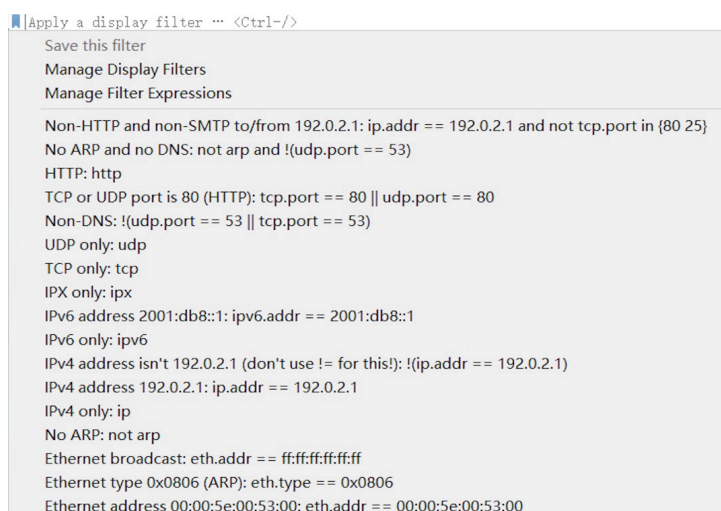 Apply a display filter … <Ctrl-/>
Save this filter
Manage Display Filters
Manage Filter Expressions
Non-HTTP and non-SMTP to/from 192.0.2.1: ip.addr == 192.0.2.1 and not tcp.port in {80 25}
No ARP and no DNS: not arp and !(udp.port == 53)
HTTP: http
TCP or UDP port is 80 (HTTP): tcp.port == 80 || udp.port == 80
Non-DNS: !(udp.port == 53 || tcp.port == 53)
UDP only: udp
TCP only: tcp
IPX only: ipx
IPv6 address 2001:db8::1: ipv6.addr == 2001:db8::1
IPv6 only: ipv6
IPv4 address isn't 192.0.2.1 (don't use != for this!): !(ip.addr == 192.0.2.1)
IPv4 address 192.0.2.1: ip.addr == 192.0.2.1
IPv4 only: ip
No ARP: not arp
Ethernet broadcast: eth.addr == ff:ff:ff:ff:ff:ff
Ethernet type 0x0806 (ARP): eth.type == 0x0806
Ethernet address 00:00:5e:00:53:00: eth.addr == 00:00:5e:00:53:00